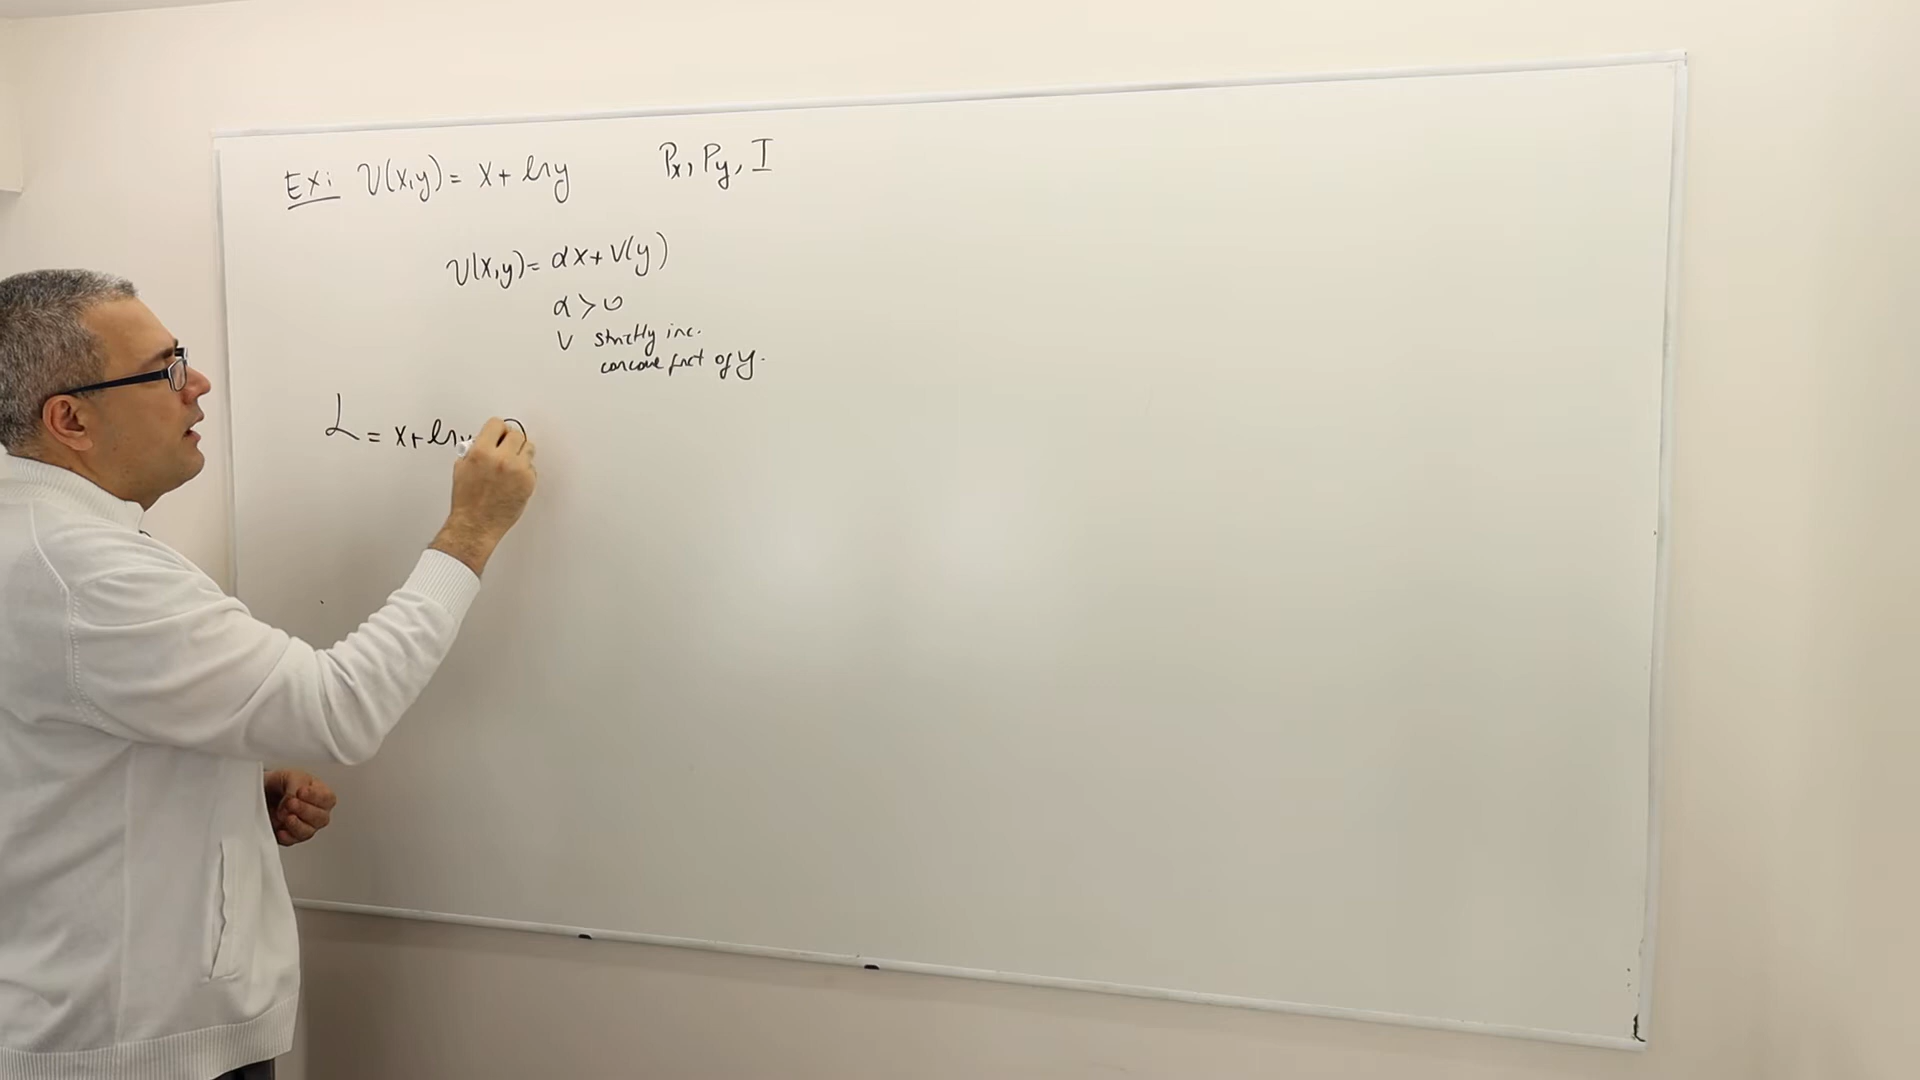 Ex: U(x,y) = x + ln y Px, Py, I
U(x,y) = αx + V(y)
α > 0
V strictly inc.
concave fnct of y.
L = x + ln y